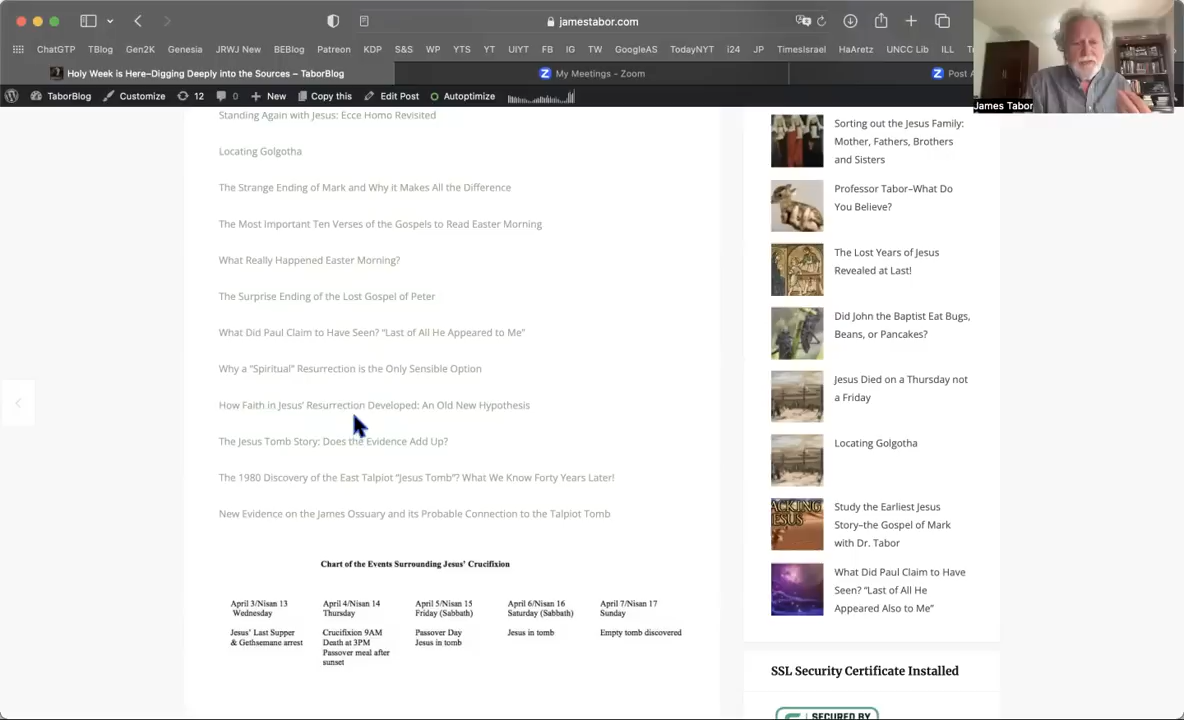 jamestabor.com
ChatGTP TBlog Gen2K Genesia JRWJ New BEBlog Patreon KDP S&S WP YTS YT UIYT FB IG TW GoogleAS TodayNYT i24 JP TimesIsrael HaAretz UNCC Lib ILL
Holy Week is Here–Digging Deeply into the Sources – TaborBlog
My Meetings - Zoom
Post
TaborBlog Customize 12 0 New Copy this Edit Post Autoptimize
James Tabor
Standing Again with Jesus: Ecce Homo Revisited
Locating Golgotha
The Strange Ending of Mark and Why it Makes All the Difference
The Most Important Ten Verses of the Gospels to Read Easter Morning
What Really Happened Easter Morning?
The Surprise Ending of the Lost Gospel of Peter
What Did Paul Claim to Have Seen? “Last of All He Appeared to Me”
Why a “Spiritual” Resurrection is the Only Sensible Option
How Faith in Jesus’ Resurrection Developed: An Old New Hypothesis
The Jesus Tomb Story: Does the Evidence Add Up?
The 1980 Discovery of the East Talpiot “Jesus Tomb”? What We Know Forty Years Later!
New Evidence on the James Ossuary and its Probable Connection to the Talpiot Tomb
Chart of the Events Surrounding Jesus’ Crucifixion
April 3/Nisan 13
Wednesday
Jesus’ Last Supper
& Gethsemane arrest
April 4/Nisan 14
Thursday
Crucifixion 9AM
Death at 3PM
Passover meal after
sunset
April 5/Nisan 15
Friday (Sabbath)
Passover Day
Jesus in tomb
April 6/Nisan 16
Saturday (Sabbath)
Jesus in tomb
April 7/Nisan 17
Sunday
Empty tomb discovered
Sorting out the Jesus Family:
Mother, Fathers, Brothers
and Sisters
Professor Tabor–What Do
You Believe?
The Lost Years of Jesus
Revealed at Last!
Did John the Baptist Eat Bugs,
Beans, or Pancakes?
Jesus Died on a Thursday not
a Friday
Locating Golgotha
Study the Earliest Jesus
Story–the Gospel of Mark
with Dr. Tabor
What Did Paul Claim to Have
Seen? “Last of All He
Appeared Also to Me”
SSL Security Certificate Installed
SECURED BY